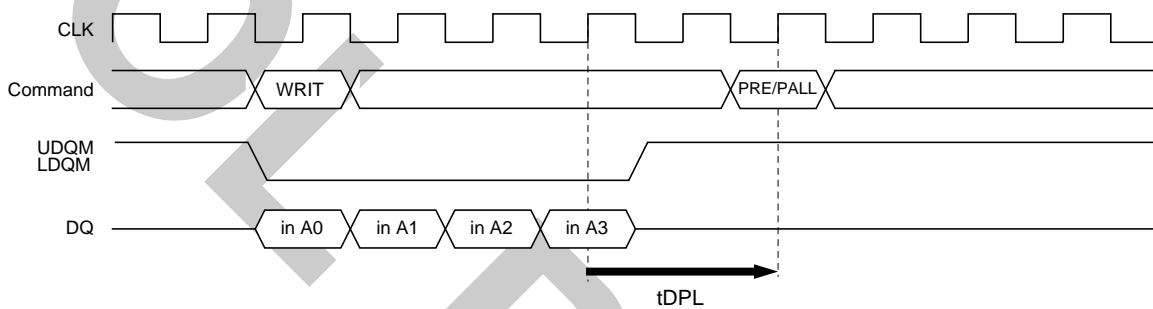 CLK
Command WRIT PRE/PALL
UDQM
LDQM
DQ in A0 in A1 in A2 in A3
tDPL